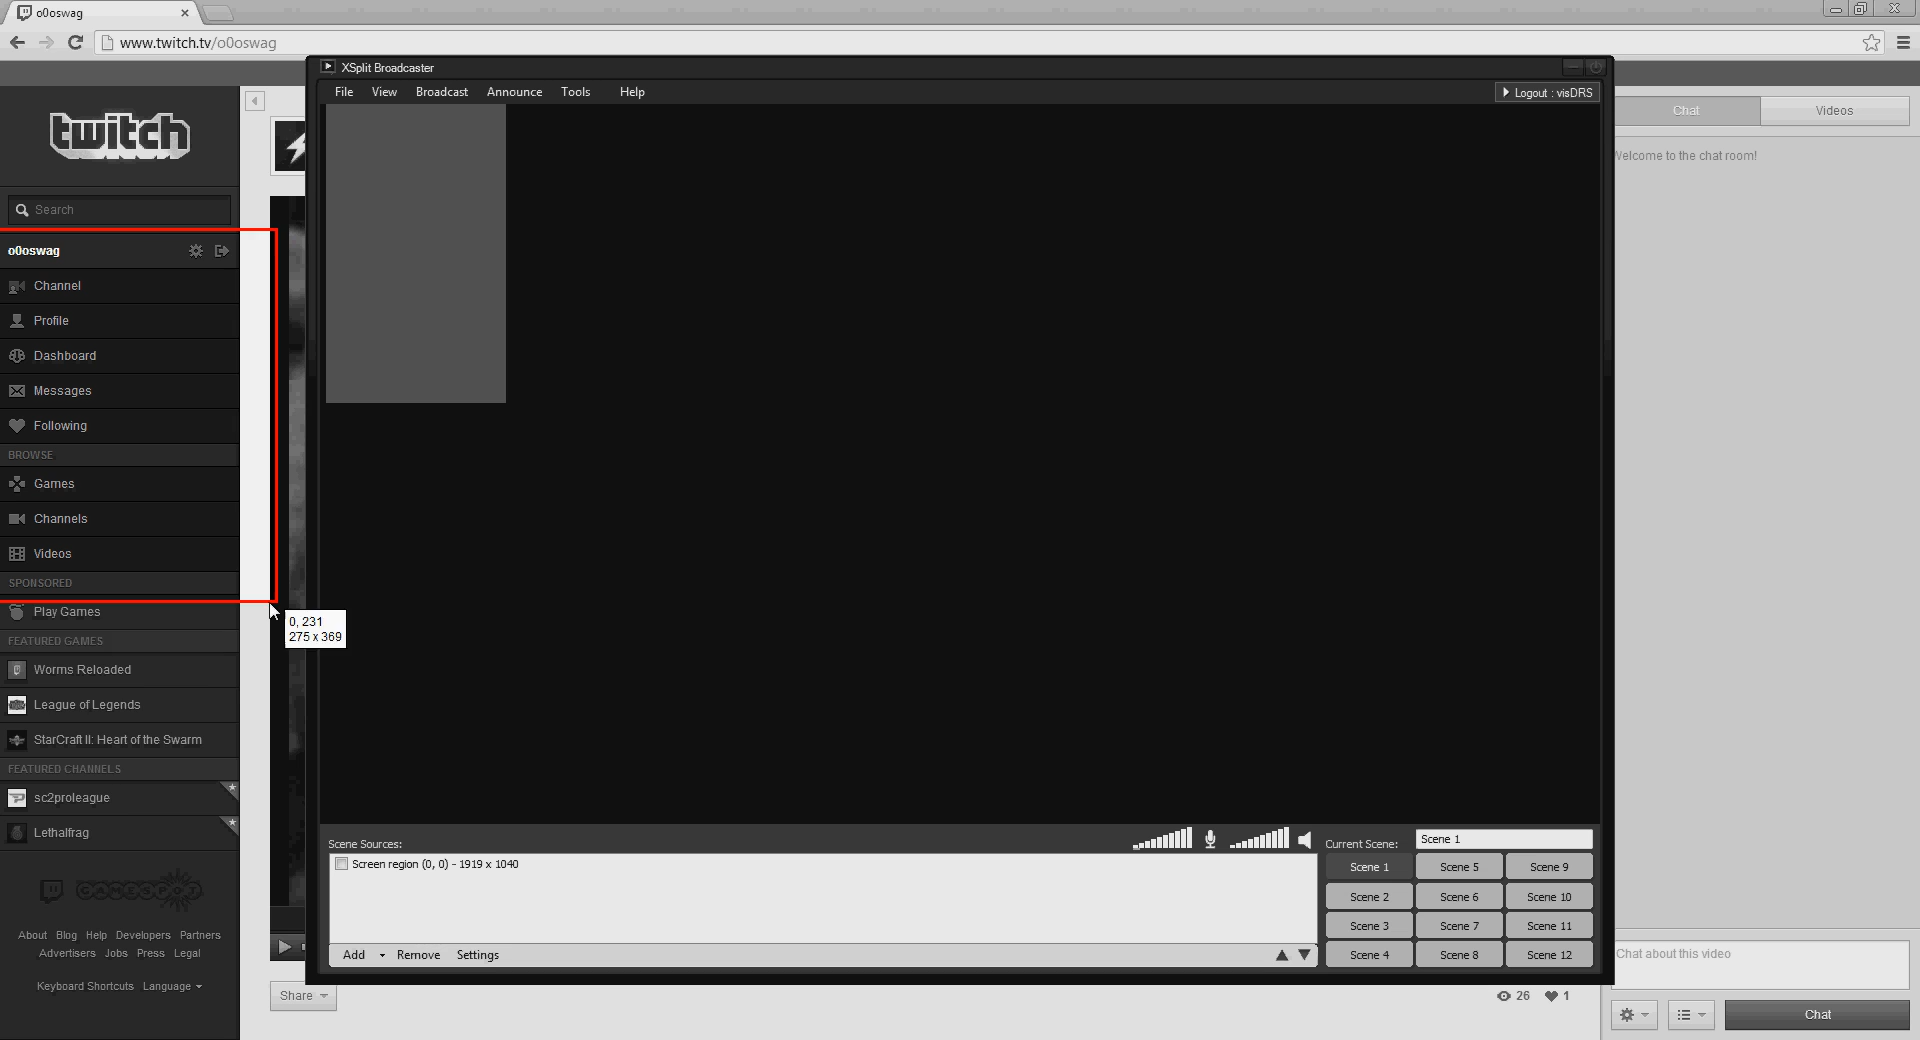 o0oswag
www.twitch.tv/o0oswag
XSplit Broadcaster
File View Broadcast Announce Tools Help
Logout : visDRS
twitch
Search
o0oswag
Channel
Profile
Dashboard
Messages
Following
BROWSE
Games
Channels
Videos
SPONSORED
Play Games
FEATURED GAMES
Worms Reloaded
League of Legends
StarCraft II: Heart of the Swarm
FEATURED CHANNELS
sc2proleague
Lethalfrag
GAMESPOT
About Blog Help Developers Partners
Advertisers Jobs Press Legal
Keyboard Shortcuts Language
0, 231
275 x 369
Scene Sources:
Screen region (0, 0) - 1919 x 1040
Add Remove Settings
Current Scene: Scene 1
Scene 1 Scene 5 Scene 9
Scene 2 Scene 6 Scene 10
Scene 3 Scene 7 Scene 11
Scene 4 Scene 8 Scene 12
Share
26 1
Chat Videos
Welcome to the chat room!
Chat about this video
Chat